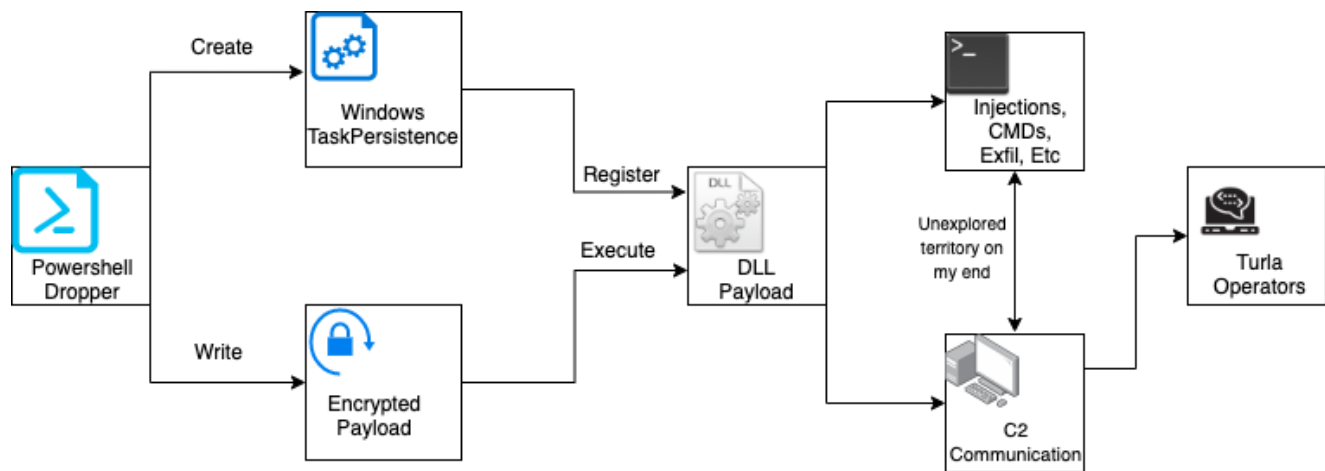 Create
Windows
TaskPersistence
Powershell
Dropper
Write
Encrypted
Payload
Register
Execute
DLL
DLL
Payload
>_
Injections,
CMDs,
Exfil, Etc
Unexplored
territory on
my end
C2
Communication
Turla
Operators